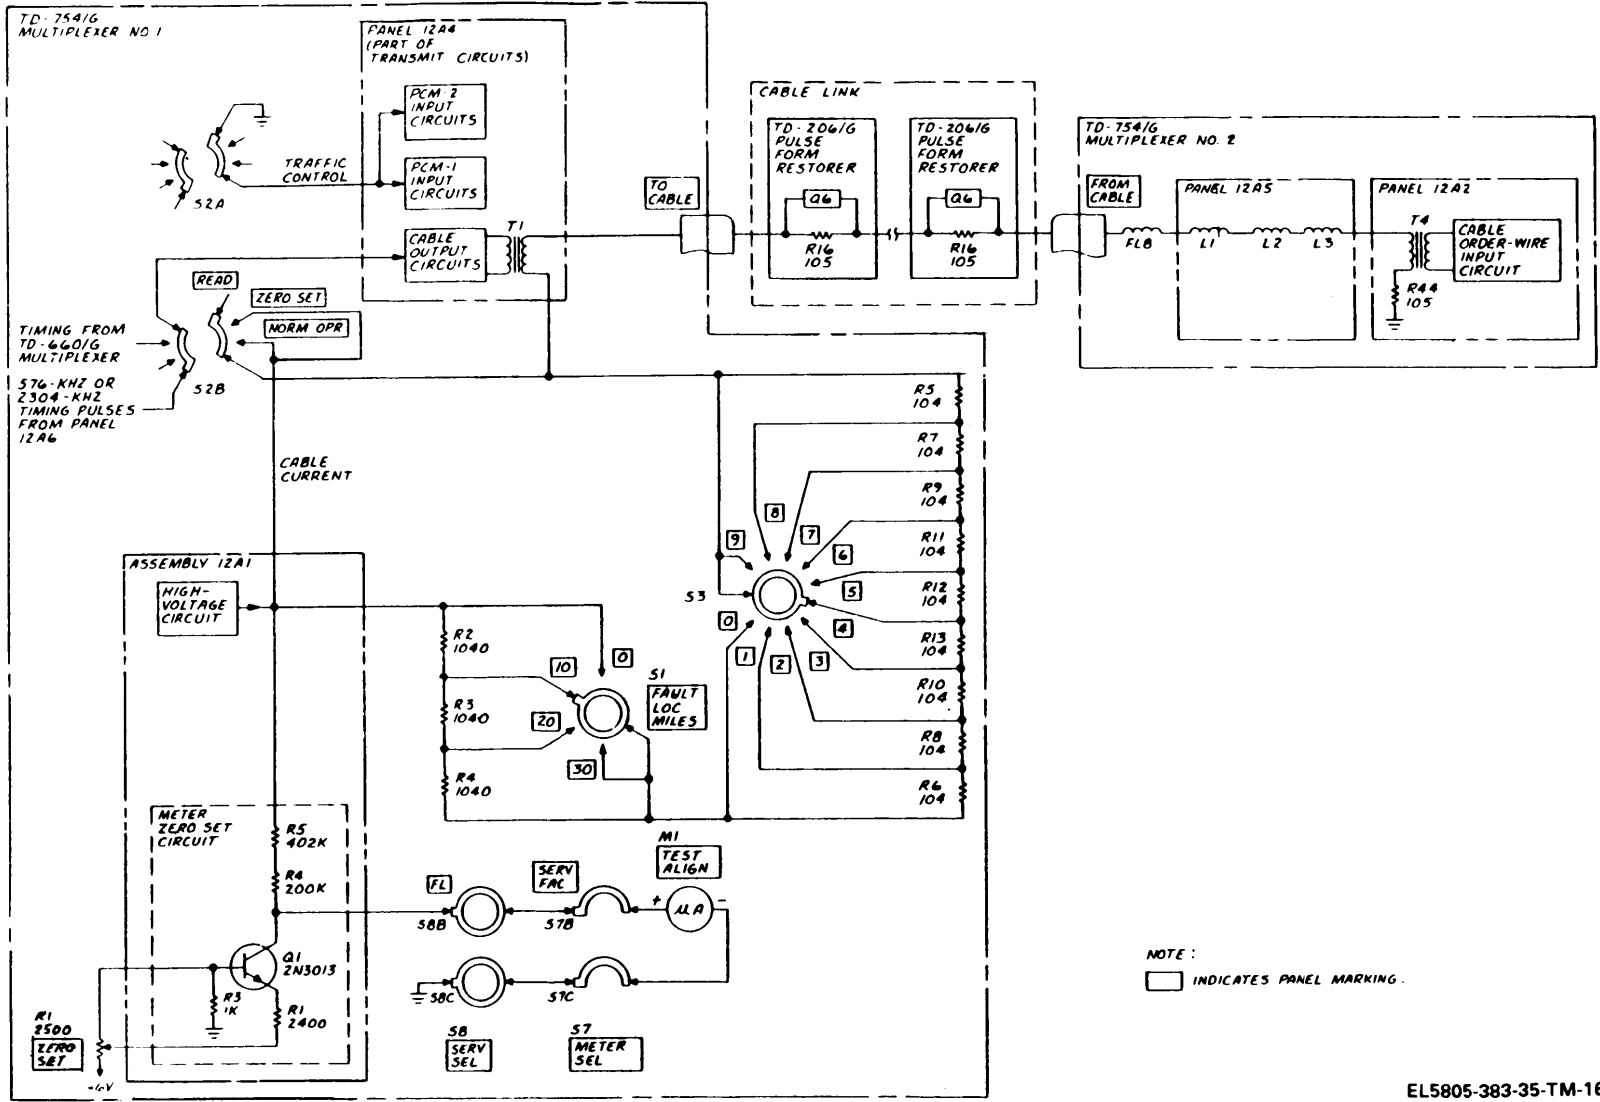 TD-754/G
MULTIPLEXER NO 1
PANEL 12A4
(PART OF
TRANSMIT CIRCUITS)
PCM-2
INPUT
CIRCUITS
PCM-1
INPUT
CIRCUITS
TRAFFIC
CONTROL
S2A
CABLE
OUTPUT
CIRCUITS
T1
TO
CABLE
CABLE LINK
TD-206/G
PULSE
FORM
RESTORER
Q6
R16
105
TD-206/G
PULSE
FORM
RESTORER
Q6
R16
105
TD-754/G
MULTIPLEXER NO. 2
FROM
CABLE
FL8
PANEL 12A5
L1
L2
L3
PANEL 12A2
T4
CABLE
ORDER-WIRE
INPUT
CIRCUIT
R44
105
READ
ZERO SET
NORM OPR
S2B
TIMING FROM
TD-660/G
MULTIPLEXER
576-KHZ OR
2304-KHZ
TIMING PULSES
FROM PANEL
12A6
CABLE
CURRENT
R5
104
R7
104
R9
104
R11
104
R12
104
R13
104
R10
104
R8
104
R6
104
8
7
9
6
5
S3
0
4
1
2
3
ASSEMBLY 12A1
HIGH-
VOLTAGE
CIRCUIT
R2
1040
R3
1040
R4
1040
10
0
20
30
S1
FAULT
LOC
MILES
METER
ZERO SET
CIRCUIT
R5
402K
R4
200K
Q1
2N3013
R3
1K
R1
2400
R1
2500
ZERO
SET
FL
S8B
SERV
FAC
S7B
M1
TEST
ALIGN
+
μA
-
S8C
S7C
S8
SERV
SEL
S7
METER
SEL
NOTE:
INDICATES PANEL MARKING.
EL5805-383-35-TM-16